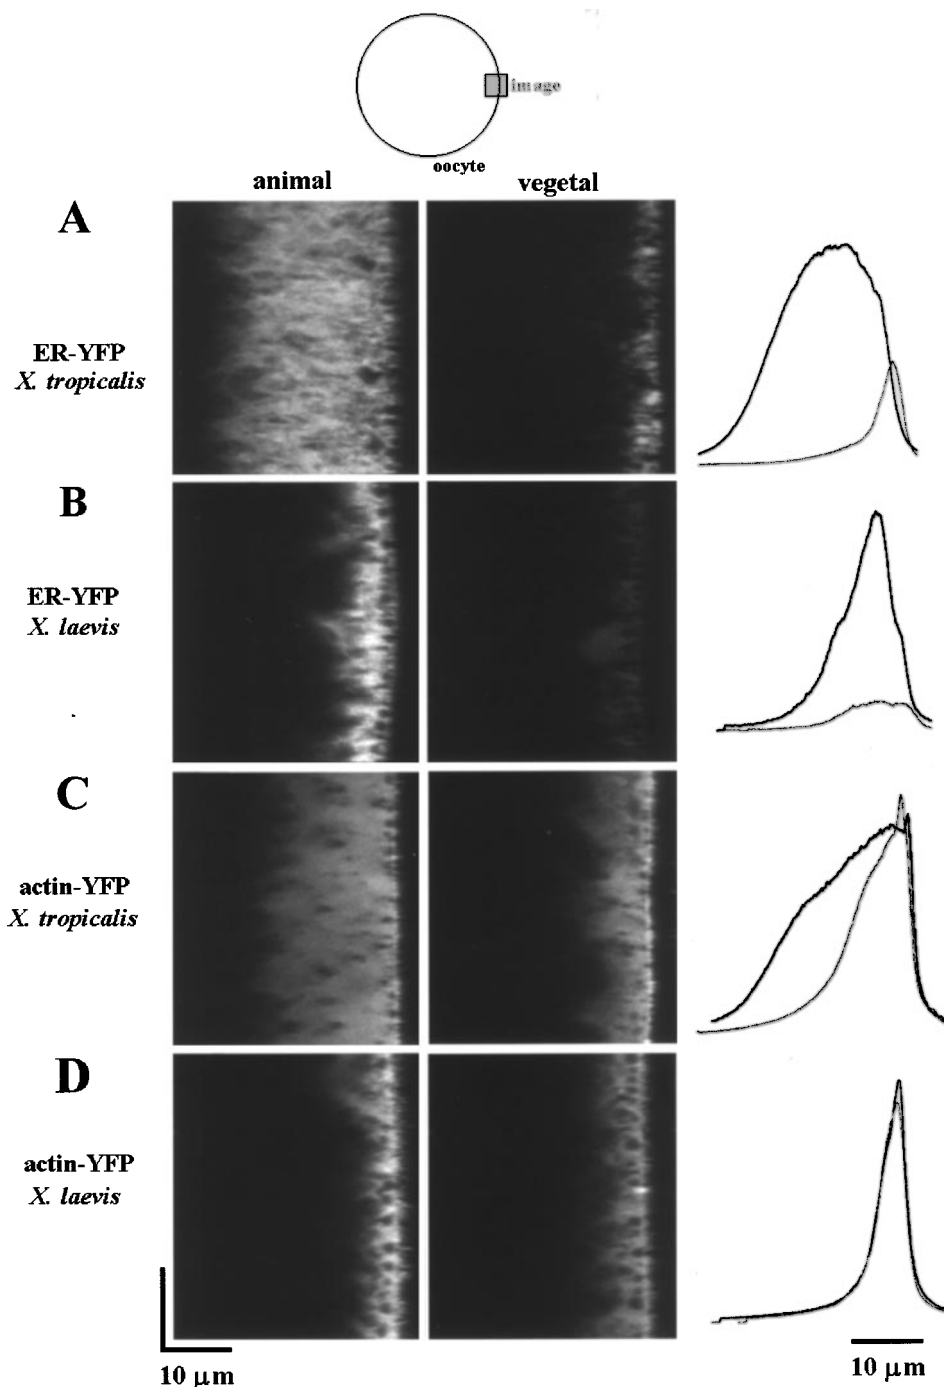 image
oocyte
animal vegetal
A
ER-YFP
X. tropicalis
B
ER-YFP
X. laevis
C
actin-YFP
X. tropicalis
D
actin-YFP
X. laevis
10 μm
10 μm